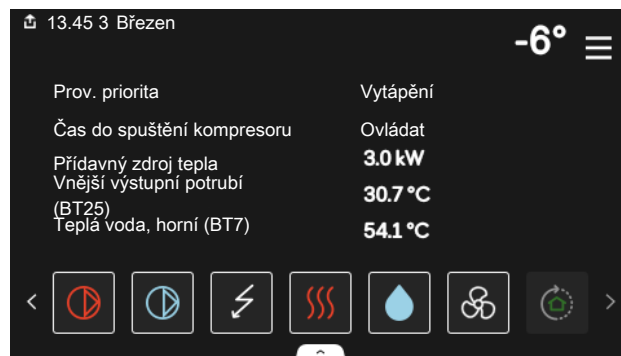 13.45 3 Březen
-6°
Prov. priorita Vytápění
Čas do spuštění kompresoru Ovládat
Přídavný zdroj tepla 3.0 kW
Vnější výstupní potrubí
(BT25) 30.7 °C
Teplá voda, horní (BT7) 54.1 °C